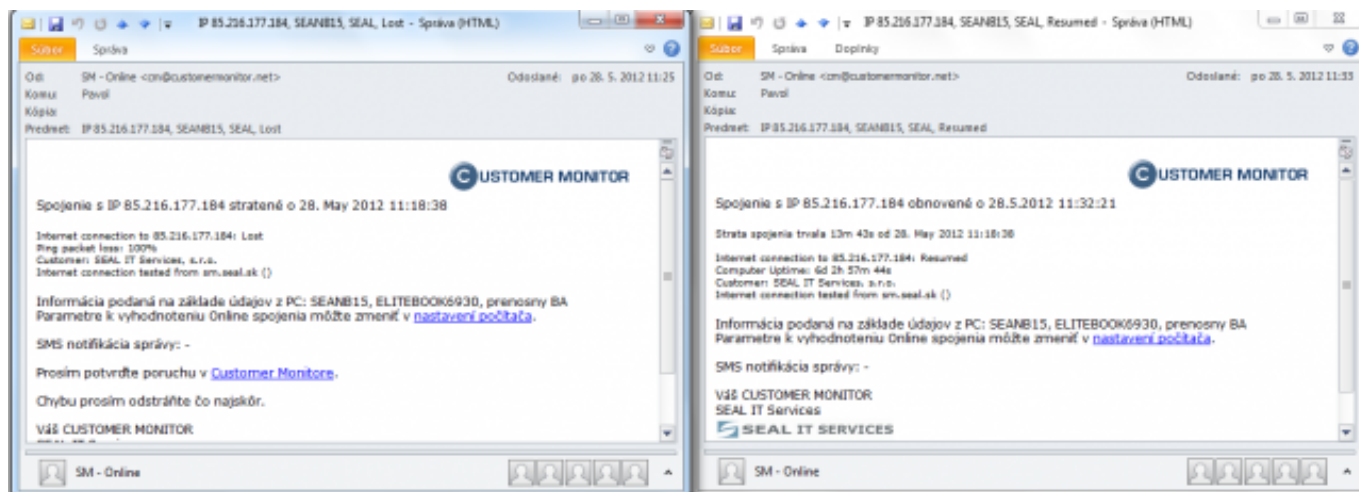 IP 85.216.177.184, SEANB15, SEAL, Lost - Správa (HTML)
Súbor Správa
Od: SM - Online <cm@customermonitor.net> Odoslané: po 28. 5. 2012 11:25
Komu: Pavol
Kópia:
Predmet: IP 85.216.177.184, SEANB15, SEAL, Lost
CUSTOMER MONITOR
Spojenie s IP 85.216.177.184 stratené o 28. May 2012 11:18:38
Internet connection to 85.216.177.184: Lost
Ping packet loss: 100%
Customer: SEAL IT Services, s.r.o.
Internet connection tested from sm.seal.sk ()
Informácia podaná na základe údajov z PC: SEANB15, ELITEBOOK6930, prenosny BA
Parametre k vyhodnoteniu Online spojenia môžte zmeniť v nastavení počítača.
SMS notifikácia správy: -
Prosím potvrďte poruchu v Customer Monitore.
Chybu prosím odstráňte čo najskôr.
Váš CUSTOMER MONITOR
SM - Online
IP 85.216.177.184, SEANB15, SEAL, Resumed - Správa (HTML)
Súbor Správa Doplnky
Od: SM - Online <cm@customermonitor.net> Odoslané: po 28. 5. 2012 11:33
Komu: Pavol
Kópia:
Predmet: IP 85.216.177.184, SEANB15, SEAL, Resumed
CUSTOMER MONITOR
Spojenie s IP 85.216.177.184 obnovené o 28.5.2012 11:32:21
Strata spojenia trvala 13m 43s od 28. May 2012 11:18:38
Internet connection to 85.216.177.184: Resumed
Computer Uptime: 6d 2h 57m 44s
Customer: SEAL IT Services, s.r.o.
Internet connection tested from sm.seal.sk ()
Informácia podaná na základe údajov z PC: SEANB15, ELITEBOOK6930, prenosny BA
Parametre k vyhodnoteniu Online spojenia môžte zmeniť v nastavení počítača.
SMS notifikácia správy: -
Váš CUSTOMER MONITOR
SEAL IT Services
SEAL IT SERVICES
SM - Online